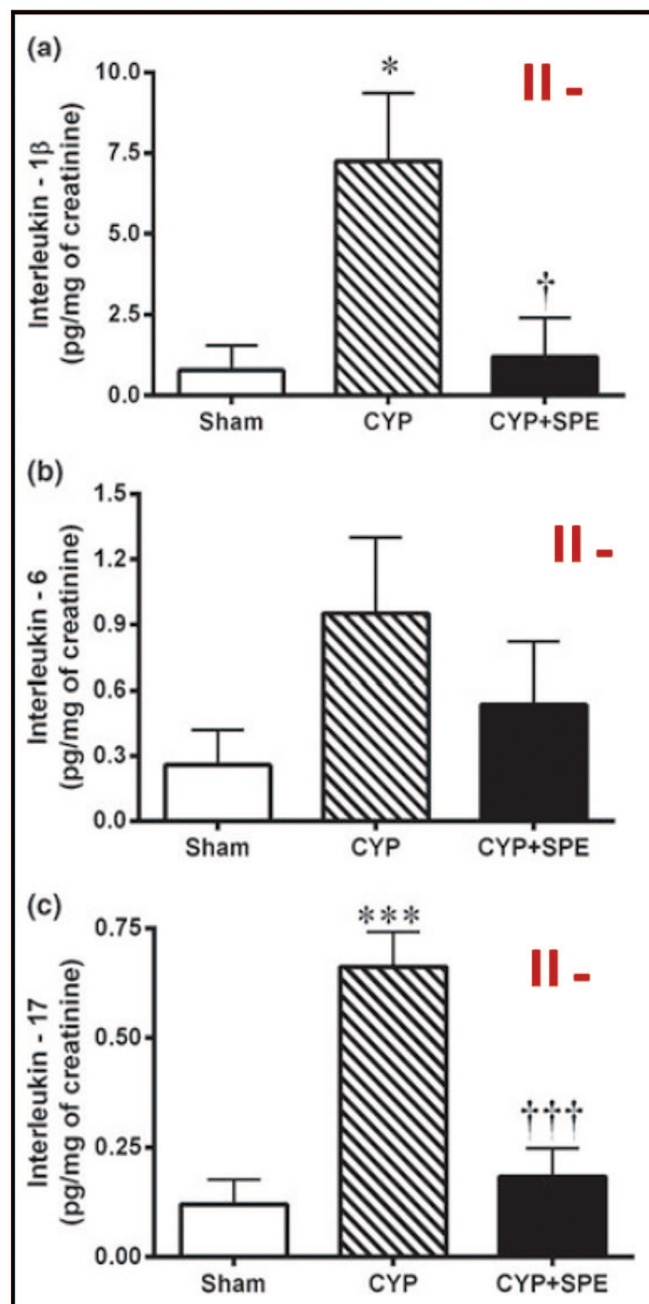 (a)
Interleukin - 1β
(pg/mg of creatinine)
10.0
7.5
5.0
2.5
0.0
*
†
II -
Sham CYP CYP+SPE
(b)
Interleukin - 6
(pg/mg of creatinine)
1.5
1.2
0.9
0.6
0.3
0.0
II -
Sham CYP CYP+SPE
(c)
Interleukin - 17
(pg/mg of creatinine)
0.75
0.50
0.25
0.00
***
†††
II -
Sham CYP CYP+SPE